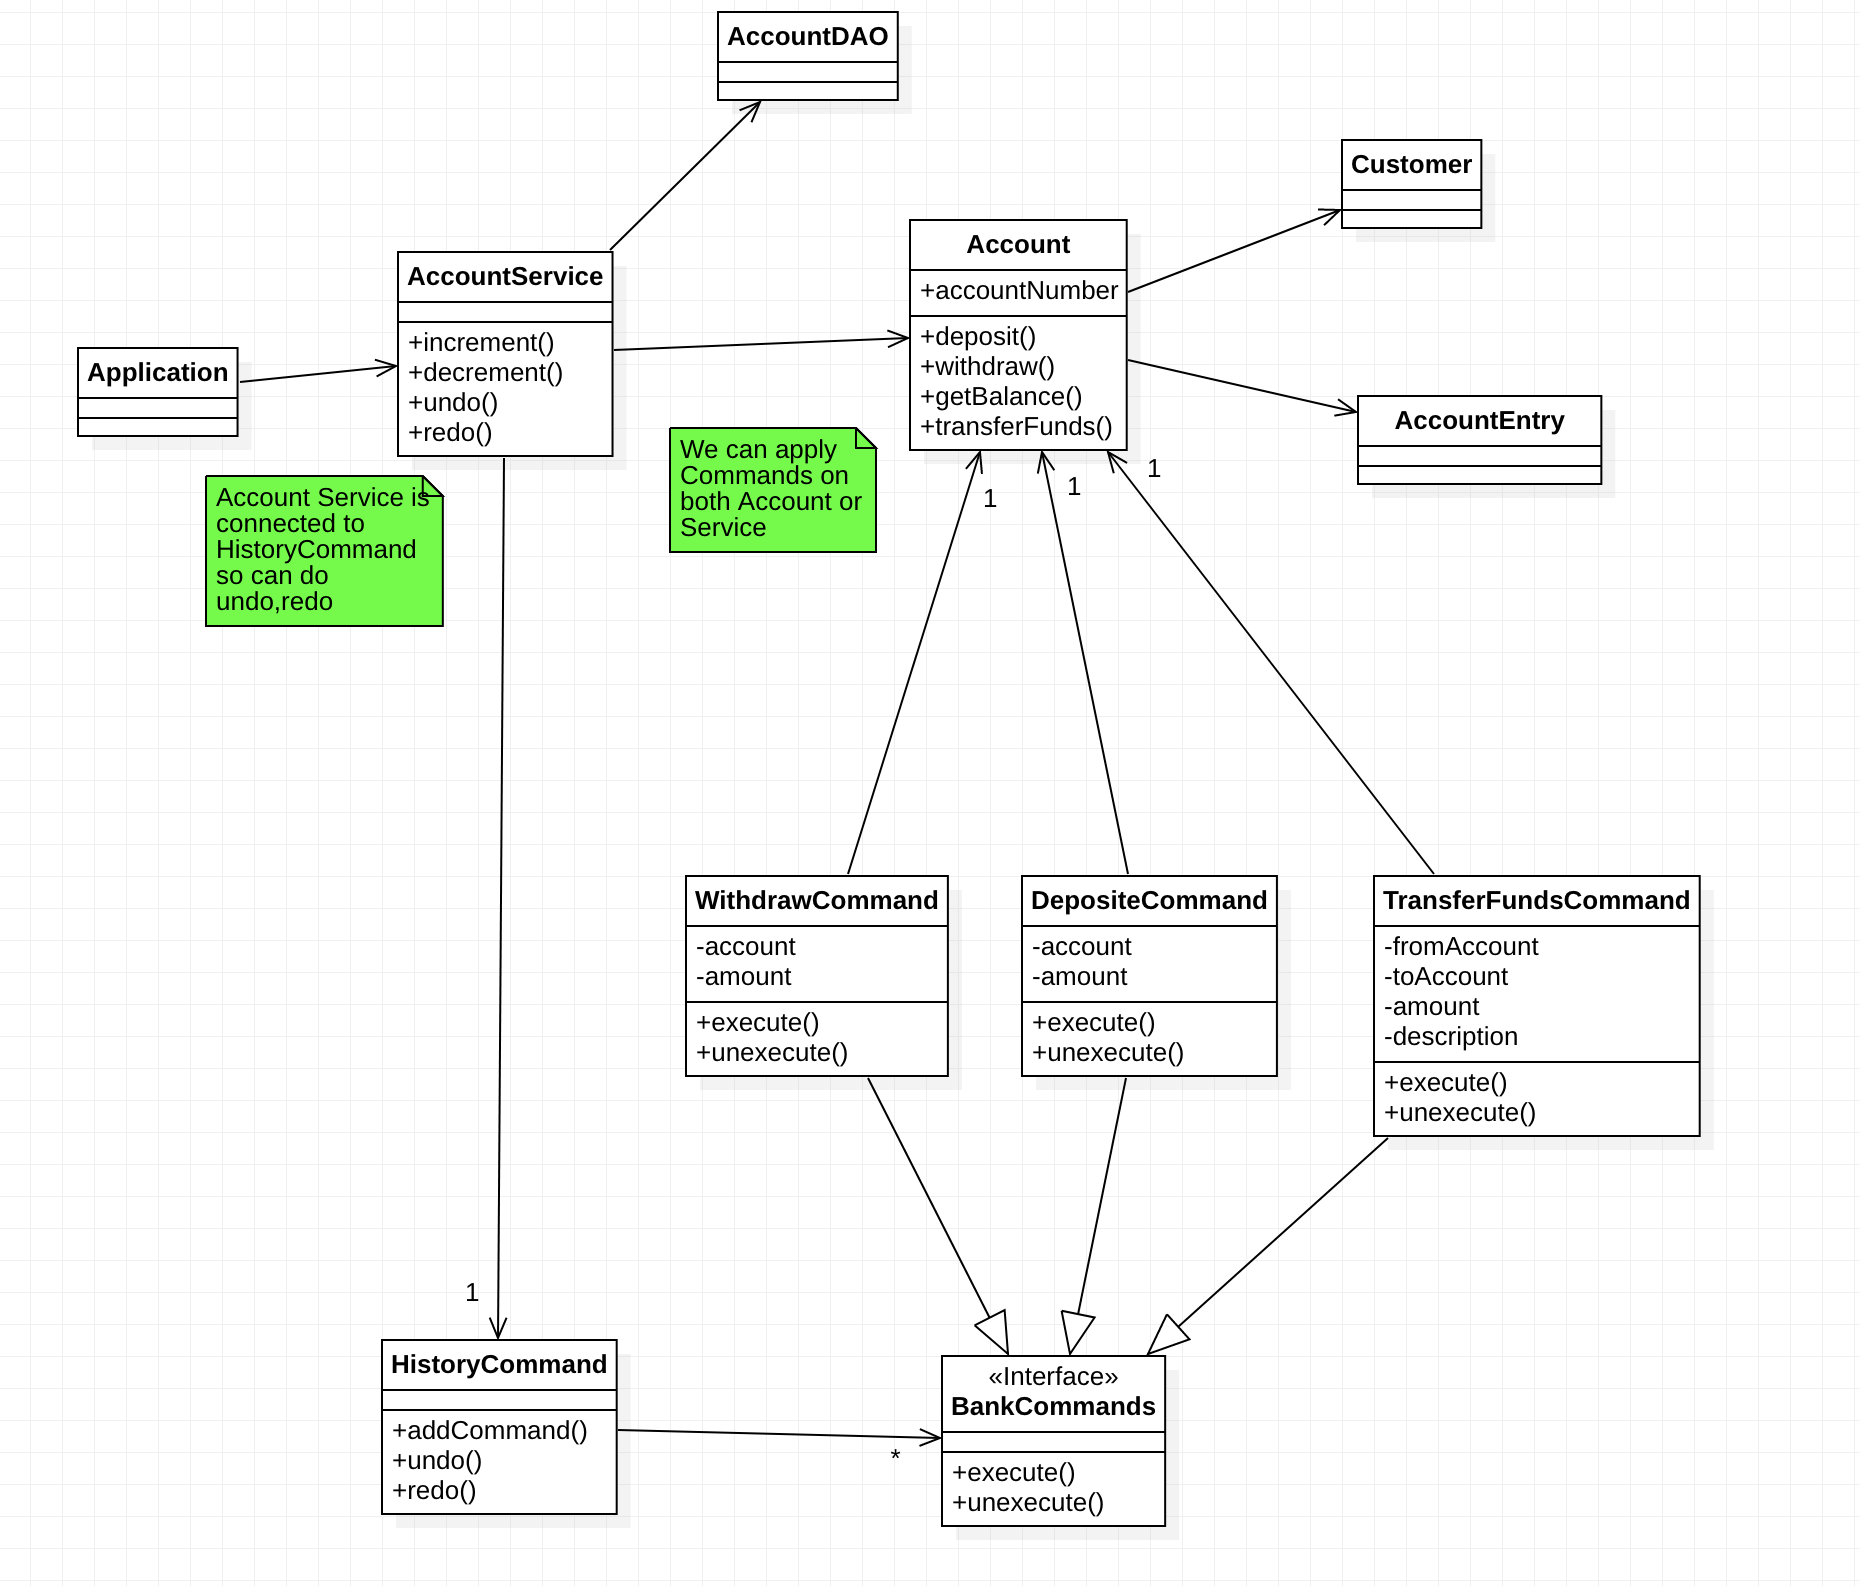 AccountDAO
Customer
Account
+accountNumber
+deposit()
+withdraw()
+getBalance()
+transferFunds()
AccountService
+increment()
+decrement()
+undo()
+redo()
Application
AccountEntry
We can apply
Commands on
both Account or
Service
Account Service is
connected to
HistoryCommand
so can do
undo,redo
1
1
1
WithdrawCommand
-account
-amount
+execute()
+unexecute()
DepositeCommand
-account
-amount
+execute()
+unexecute()
TransferFundsCommand
-fromAccount
-toAccount
-amount
-description
+execute()
+unexecute()
1
HistoryCommand
+addCommand()
+undo()
+redo()
*
«Interface»
BankCommands
+execute()
+unexecute()